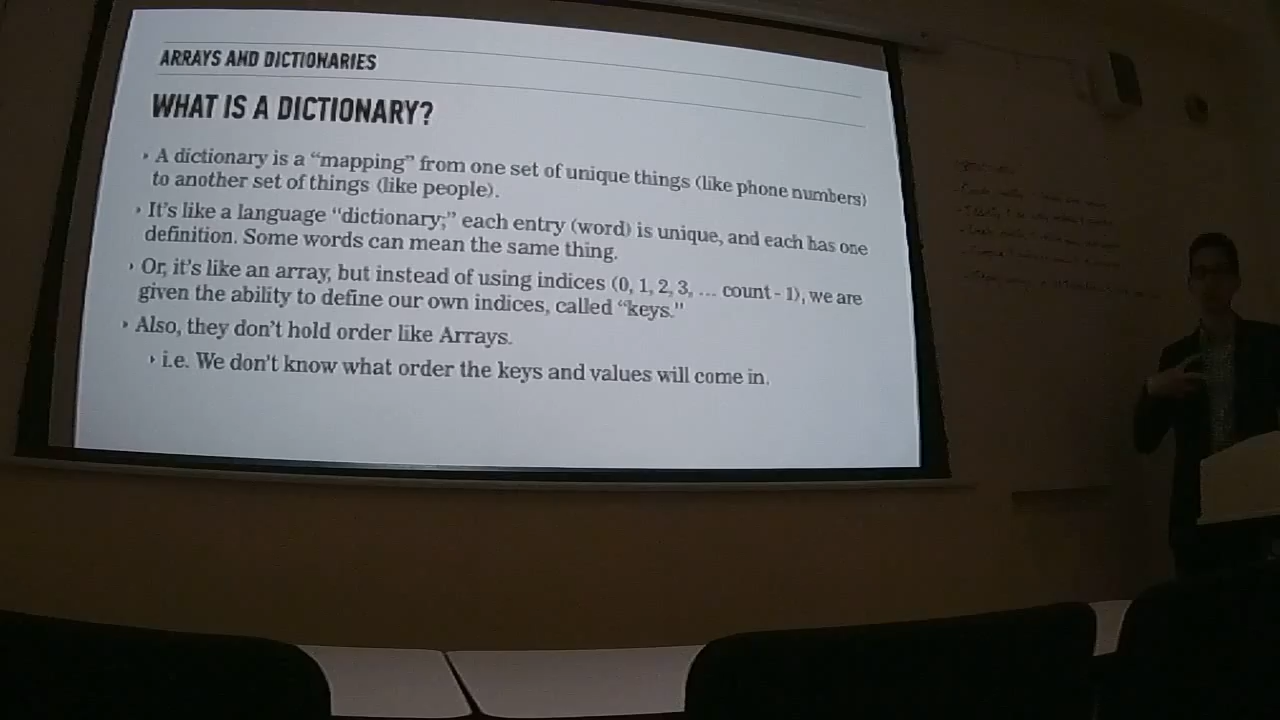 ARRAYS AND DICTIONARIES
WHAT IS A DICTIONARY?
‣ A dictionary is a “mapping” from one set of unique things (like phone numbers)
to another set of things (like people).
‣ It’s like a language “dictionary;” each entry (word) is unique, and each has one
definition. Some words can mean the same thing.
‣ Or, it’s like an array, but instead of using indices (0, 1, 2, 3, ... count - 1), we are
given the ability to define our own indices, called “keys.”
‣ Also, they don’t hold order like Arrays.
‣ i.e. We don’t know what order the keys and values will come in.